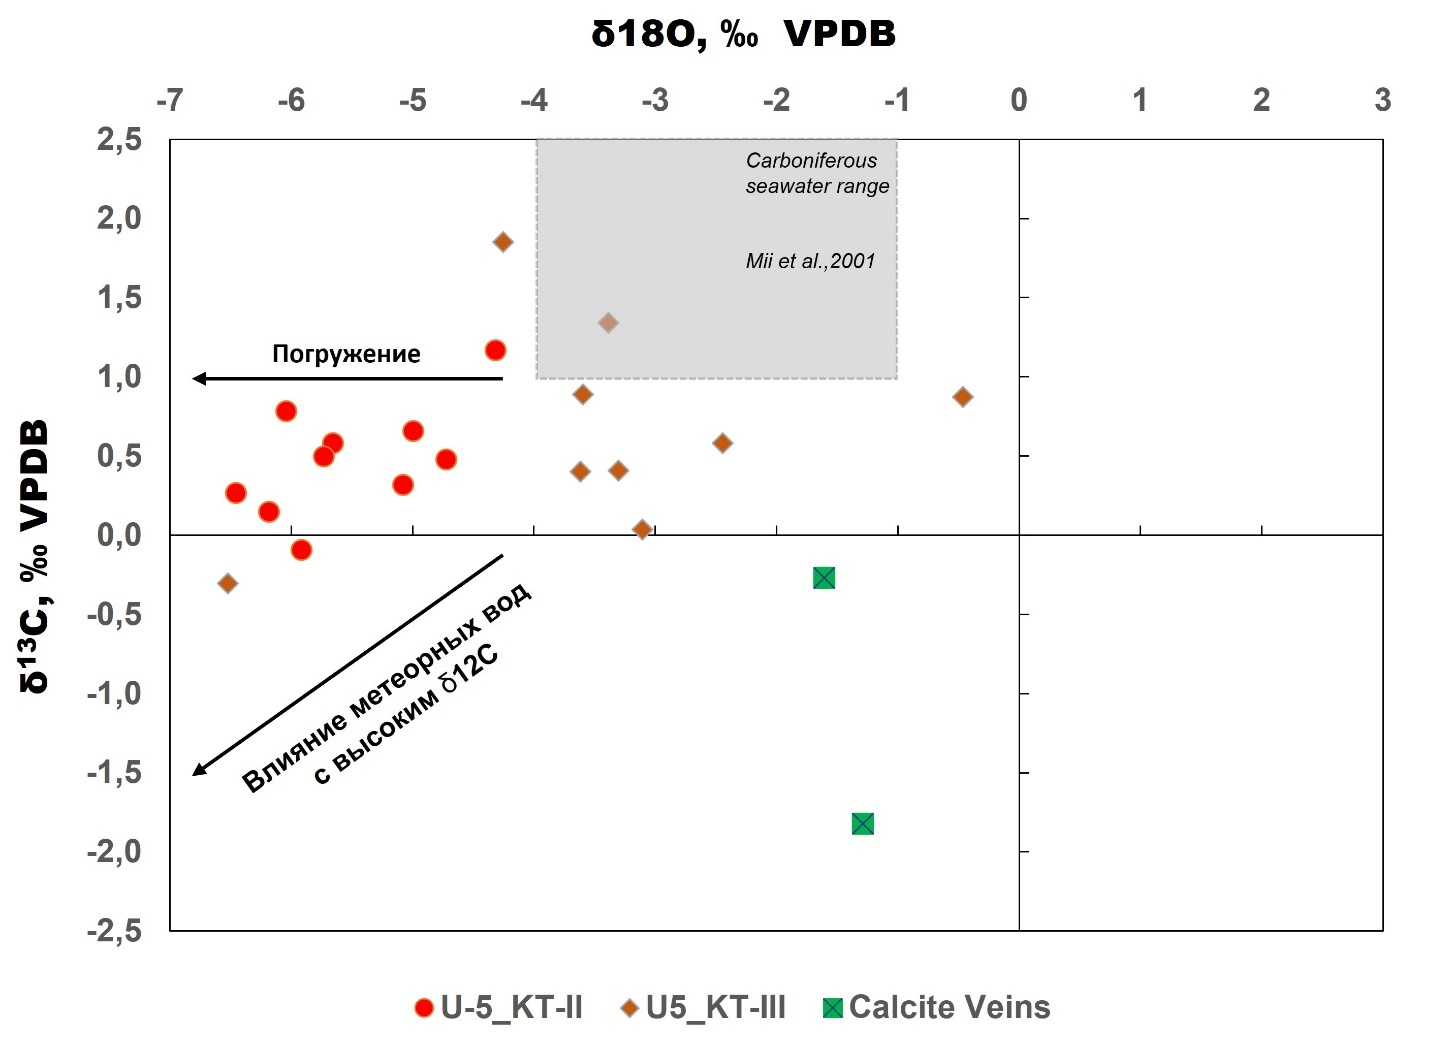 δ18O, ‰ VPDB
-7 -6 -5 -4 -3 -2 -1 0 1 2 3
2,5
2,0
1,5
1,0
0,5
0,0
-0,5
-1,0
-1,5
-2,0
-2,5
δ¹³C, ‰ VPDB
Carboniferous
seawater range
Mii et al.,2001
Погружение
Влияние метеорных вод
с высоким δ12C
U-5_KT-II U5_KT-III Calcite Veins